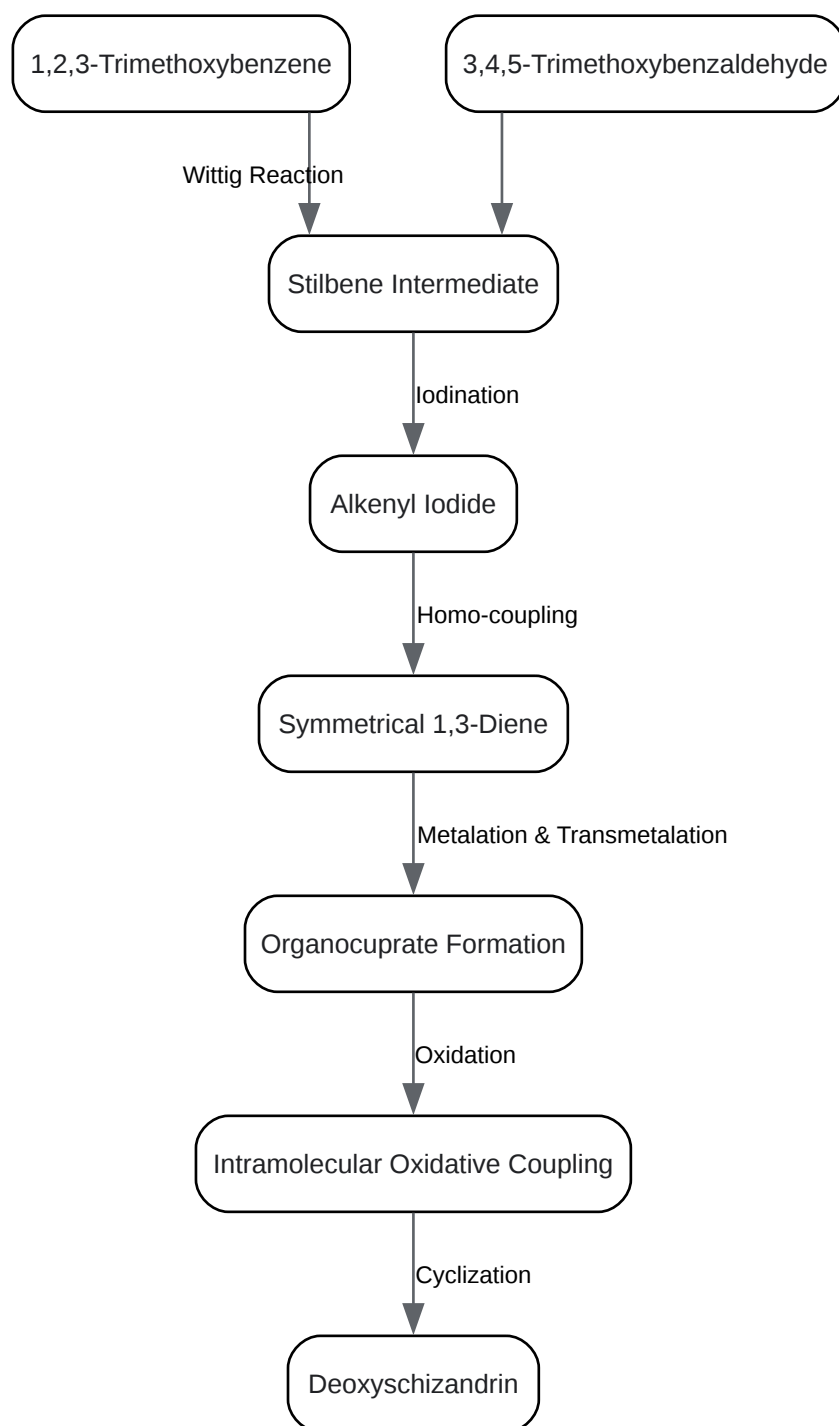 1,2,3-Trimethoxybenzene
3,4,5-Trimethoxybenzaldehyde
Wittig Reaction
Stilbene Intermediate
Iodination
Alkenyl Iodide
Homo-coupling
Symmetrical 1,3-Diene
Metalation & Transmetalation
Organocuprate Formation
Oxidation
Intramolecular Oxidative Coupling
Cyclization
Deoxyschizandrin